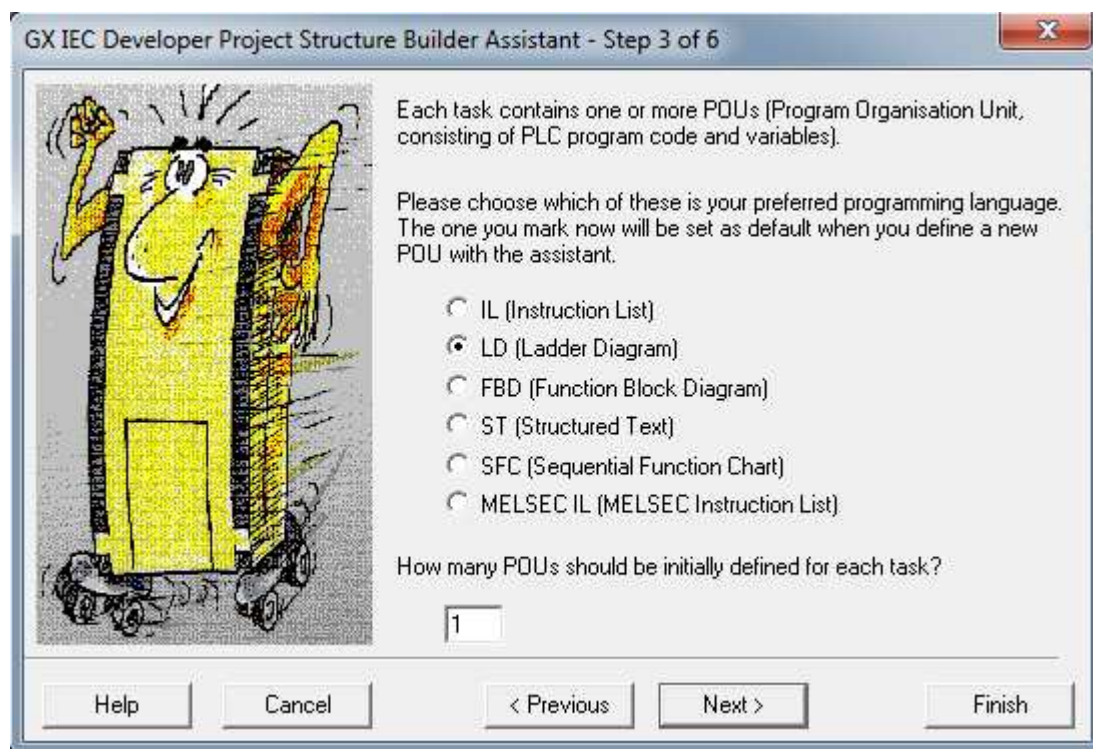 GX IEC Developer Project Structure Builder Assistant - Step 3 of 6
Each task contains one or more POUs (Program Organisation Unit,
consisting of PLC program code and variables).
Please choose which of these is your preferred programming language.
The one you mark now will be set as default when you define a new
POU with the assistant.
IL (Instruction List)
LD (Ladder Diagram)
FBD (Function Block Diagram)
ST (Structured Text)
SFC (Sequential Function Chart)
MELSEC IL (MELSEC Instruction List)
How many POUs should be initially defined for each task?
1
Help
Cancel
< Previous
Next >
Finish